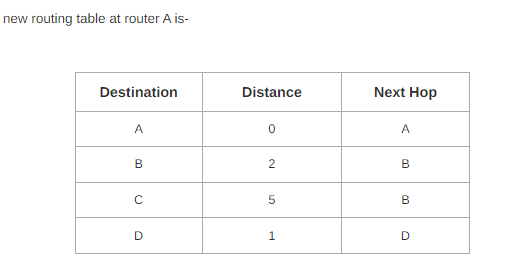 new routing table at router A is-
Destination Distance Next Hop
A 0 A
B 2 B
C 5 B
D 1 D